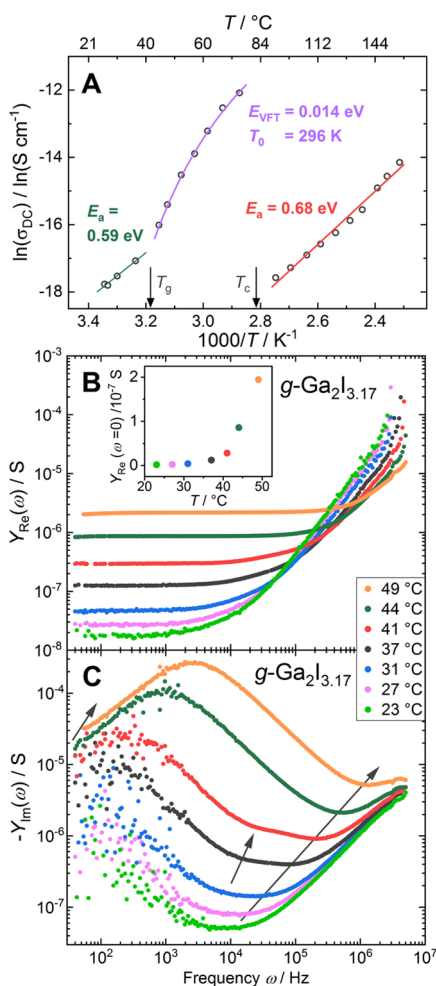 T / °C
20 40 60 80 112 144
A
ln(σDC) / ln(S cm⁻¹)
-12
-14
-16
-18
EVFT = 0.014 eV
T0 = 296 K
Ea =
0.59 eV
Ea = 0.68 eV
Tg
Tc
3.4 3.2 3.0 2.8 2.6 2.4
1000/T / K⁻¹
B
g-Ga2I3.17
YRe(ω) / S
10⁻³
10⁻⁴
10⁻⁵
10⁻⁶
10⁻⁷
10⁻⁸
YRe (ω =0) /10⁻⁷ S
2
1
0
20 30 40 50
T / °C
49 °C
44 °C
41 °C
37 °C
31 °C
27 °C
23 °C
C
g-Ga2I3.17
-YIm(ω) / S
10⁻⁴
10⁻⁵
10⁻⁶
10⁻⁷
10² 10³ 10⁴ 10⁵ 10⁶ 10⁷
Frequency ω / Hz